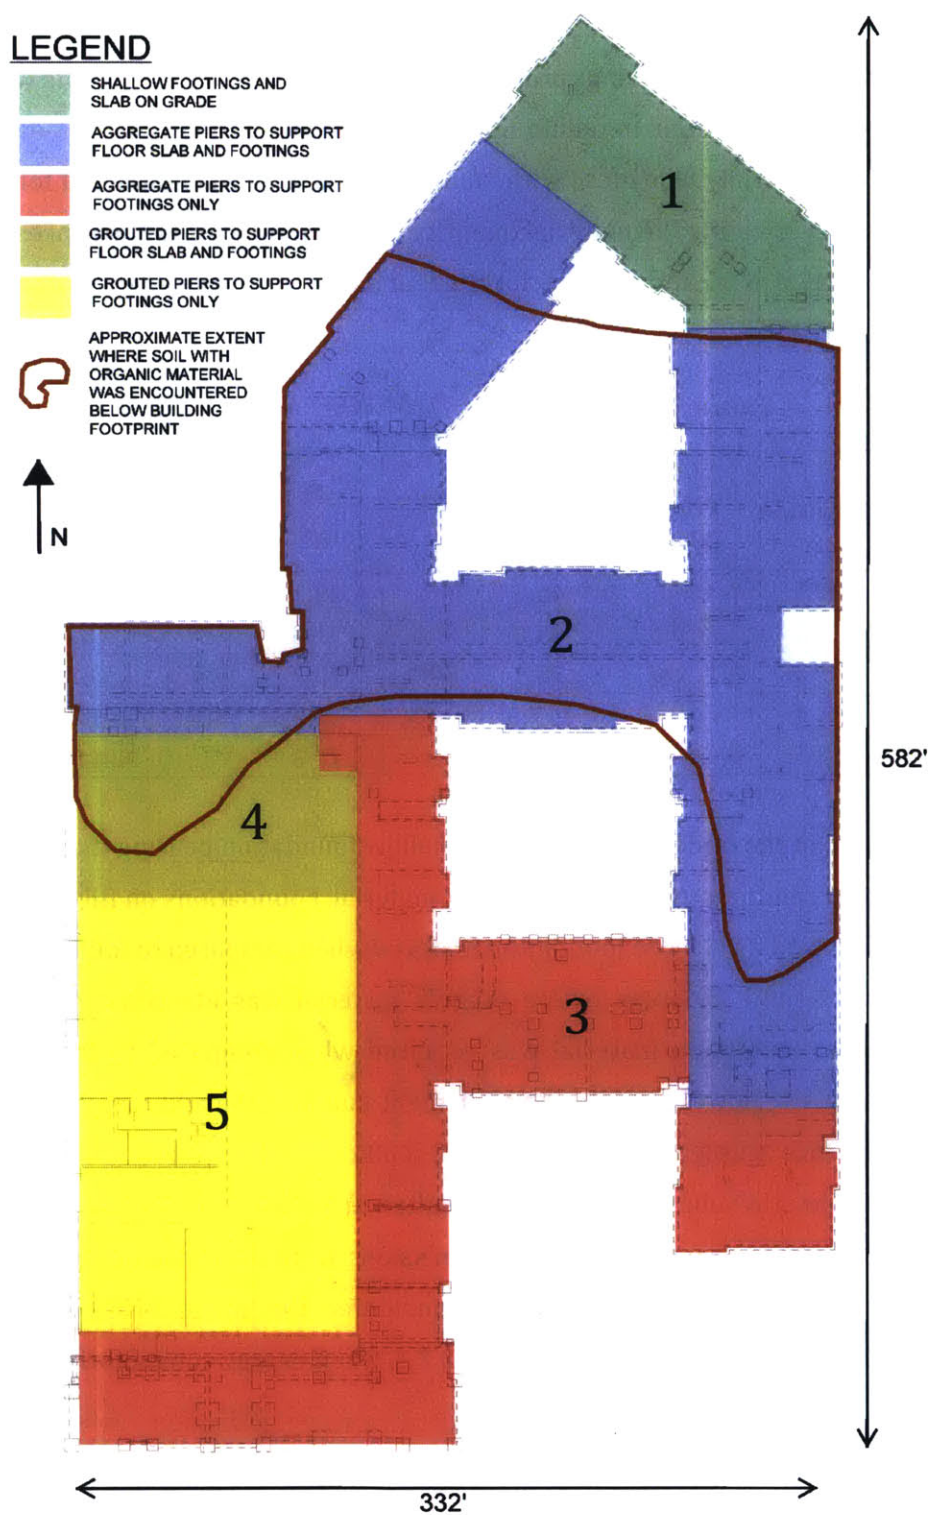 LEGEND
SHALLOW FOOTINGS AND
SLAB ON GRADE
AGGREGATE PIERS TO SUPPORT
FLOOR SLAB AND FOOTINGS
AGGREGATE PIERS TO SUPPORT
FOOTINGS ONLY
GROUTED PIERS TO SUPPORT
FLOOR SLAB AND FOOTINGS
GROUTED PIERS TO SUPPORT
FOOTINGS ONLY
APPROXIMATE EXTENT
WHERE SOIL WITH
ORGANIC MATERIAL
WAS ENCOUNTERED
BELOW BUILDING
FOOTPRINT
N
1
2
3
4
5
582'
332'